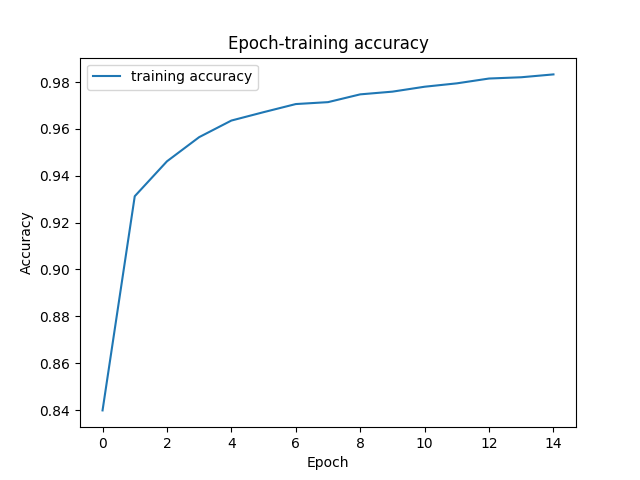 Epoch-training accuracy
training accuracy
0.98
0.96
0.94
0.92
0.90
0.88
0.86
0.84
Accuracy
0 2 4 6 8 10 12 14
Epoch